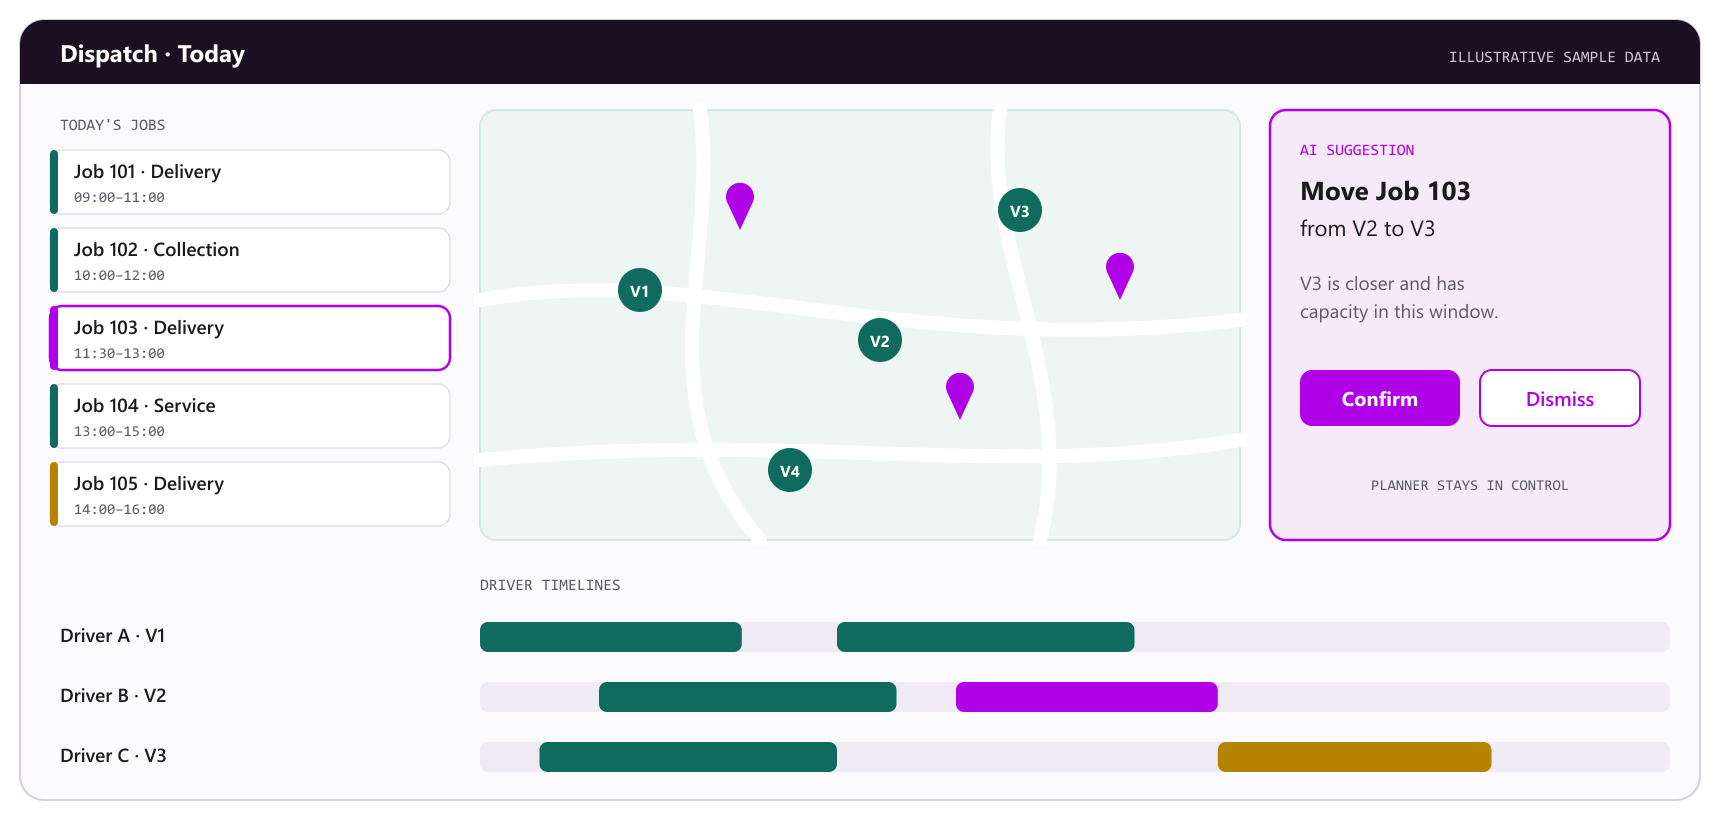 Dispatch · Today
ILLUSTRATIVE SAMPLE DATA
TODAY'S JOBS
Job 101 · Delivery
09:00–11:00
Job 102 · Collection
10:00–12:00
Job 103 · Delivery
11:30–13:00
Job 104 · Service
13:00–15:00
Job 105 · Delivery
14:00–16:00
V1
V2
V3
V4
AI SUGGESTION
Move Job 103
from V2 to V3
V3 is closer and has
capacity in this window.
Confirm
Dismiss
PLANNER STAYS IN CONTROL
DRIVER TIMELINES
Driver A · V1
Driver B · V2
Driver C · V3